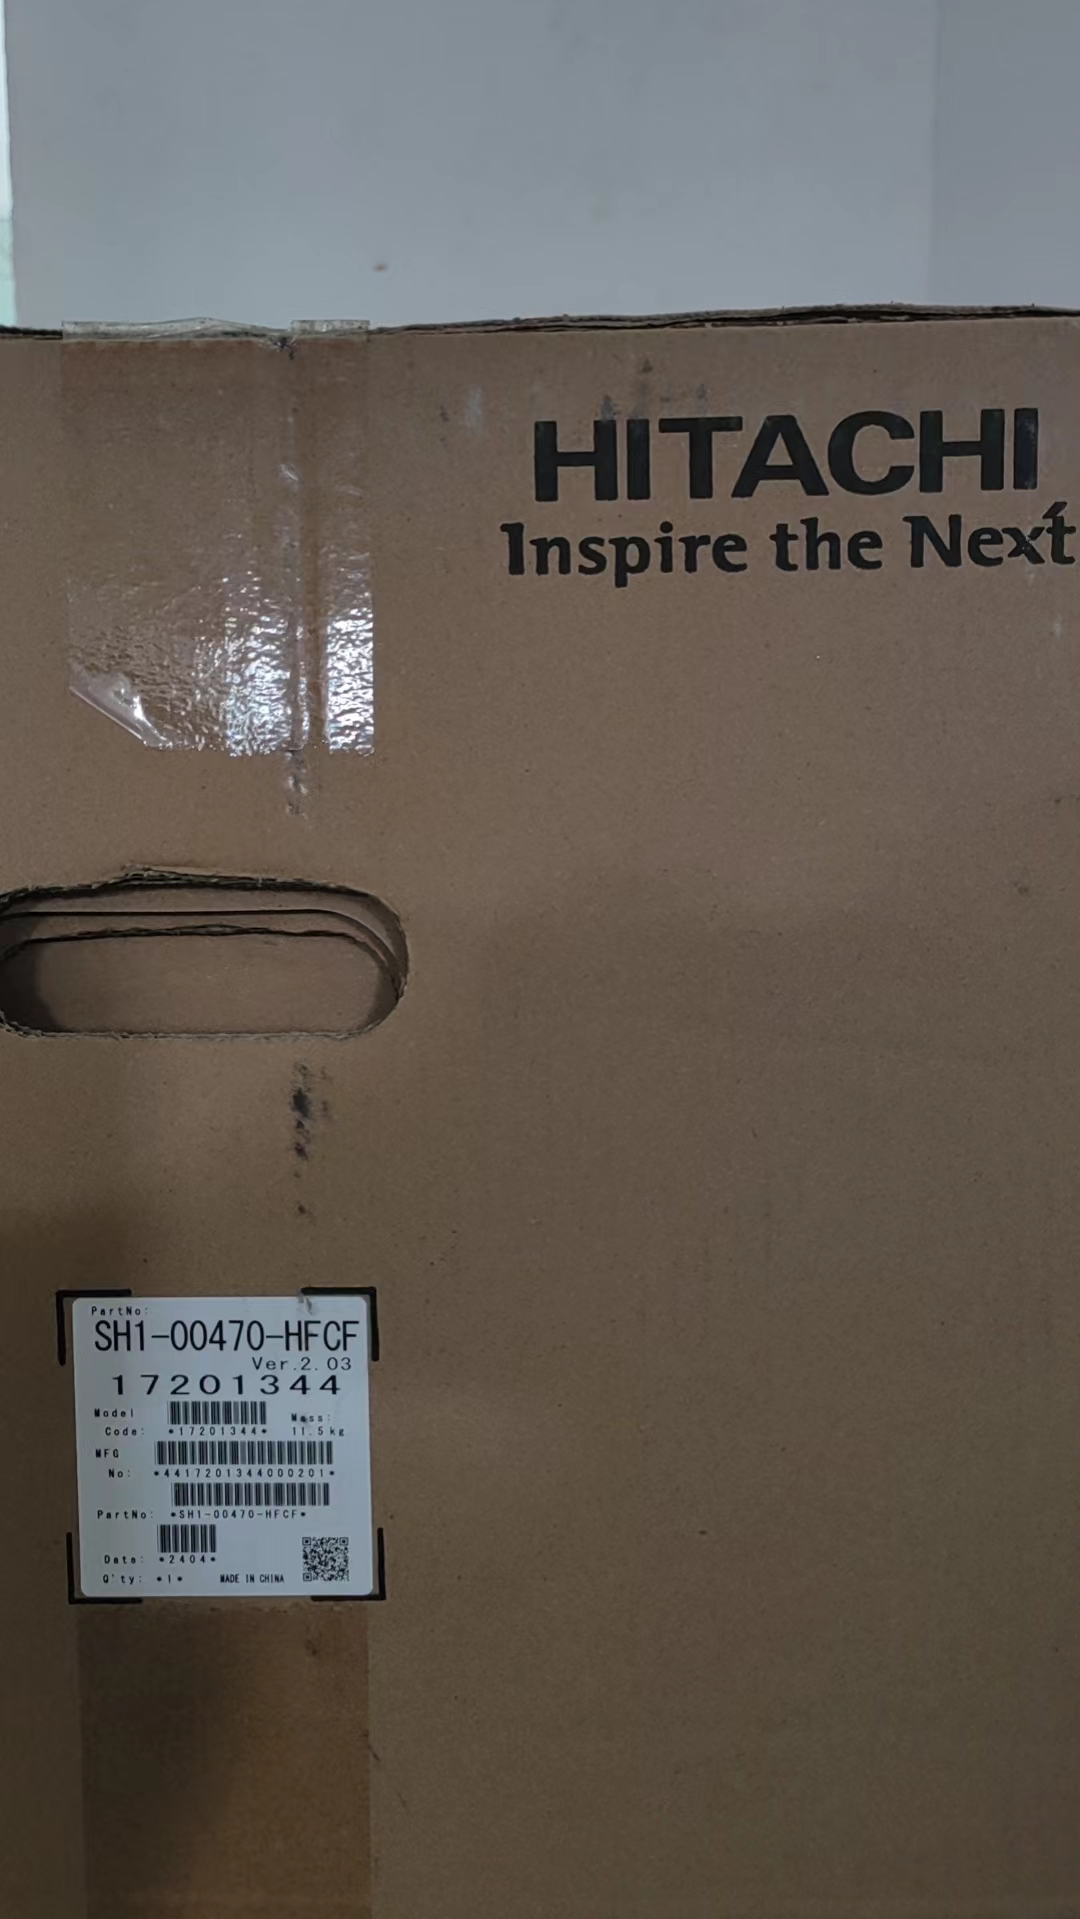 HITACHI
Inspire the Next
PartNo:
SH1-00470-HFCF
Ver.2.03
17201344
Model
Code: *17201344*
Mass:
11.5kg
MFG
No: *4417201344000201*
PartNo: *SH1-00470-HFCF*
Date: *2404*
Q'ty: *1* MADE IN CHINA